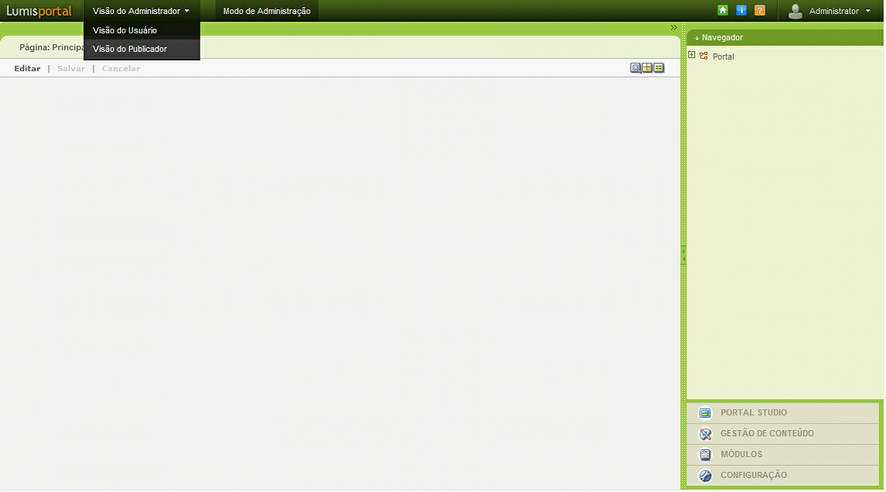 Lumisportal
Visão do Administrador
Modo de Administração
Administrator
Visão do Usuário
Visão do Publicador
Página: Principa
Editar | Salvar | Cancelar
Navegador
Portal
PORTAL STUDIO
GESTÃO DE CONTEÚDO
MÓDULOS
CONFIGURAÇÃO